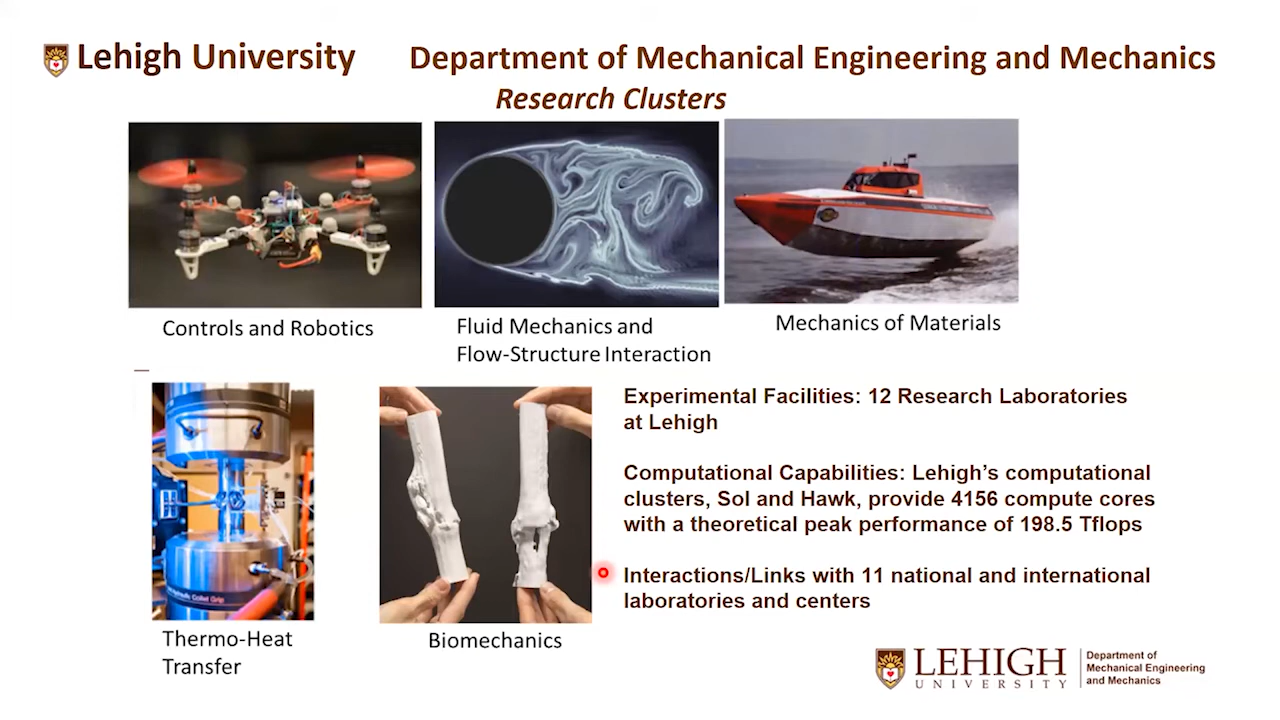 Lehigh University
Department of Mechanical Engineering and Mechanics
Research Clusters
Controls and Robotics
Fluid Mechanics and
Flow-Structure Interaction
Mechanics of Materials
Hydraulic Collet Grip
Thermo-Heat
Transfer
Biomechanics
Experimental Facilities: 12 Research Laboratories
at Lehigh
Computational Capabilities: Lehigh’s computational
clusters, Sol and Hawk, provide 4156 compute cores
with a theoretical peak performance of 198.5 Tflops
Interactions/Links with 11 national and international
laboratories and centers
LEHIGH
UNIVERSITY
Department of
Mechanical Engineering
and Mechanics